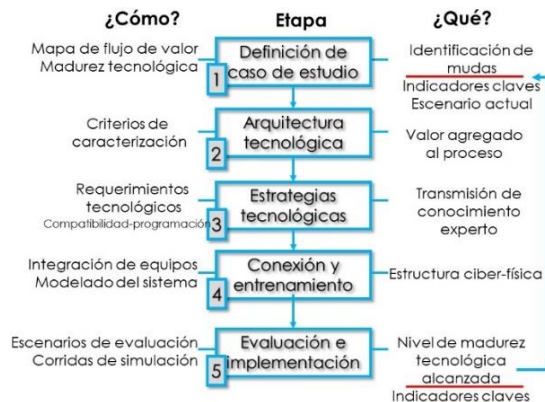 ¿Cómo?
Etapa
¿Qué?
Mapa de flujo de valor
Madurez tecnológica
1
Definición de
caso de estudio
Identificación de
mudas
Indicadores claves
Escenario actual
Criterios de
caracterización
2
Arquitectura
tecnológica
Valor agregado
al proceso
Requerimientos
tecnológicos
Compatibilidad-programación
3
Estrategias
tecnológicas
Transmisión de
conocimiento
experto
Integración de equipos
Modelado del sistema
4
Conexión y
entrenamiento
Estructura ciber-física
Escenarios de evaluación
Corridas de simulación
5
Evaluación e
implementación
Nivel de madurez
tecnológica
alcanzada
Indicadores claves